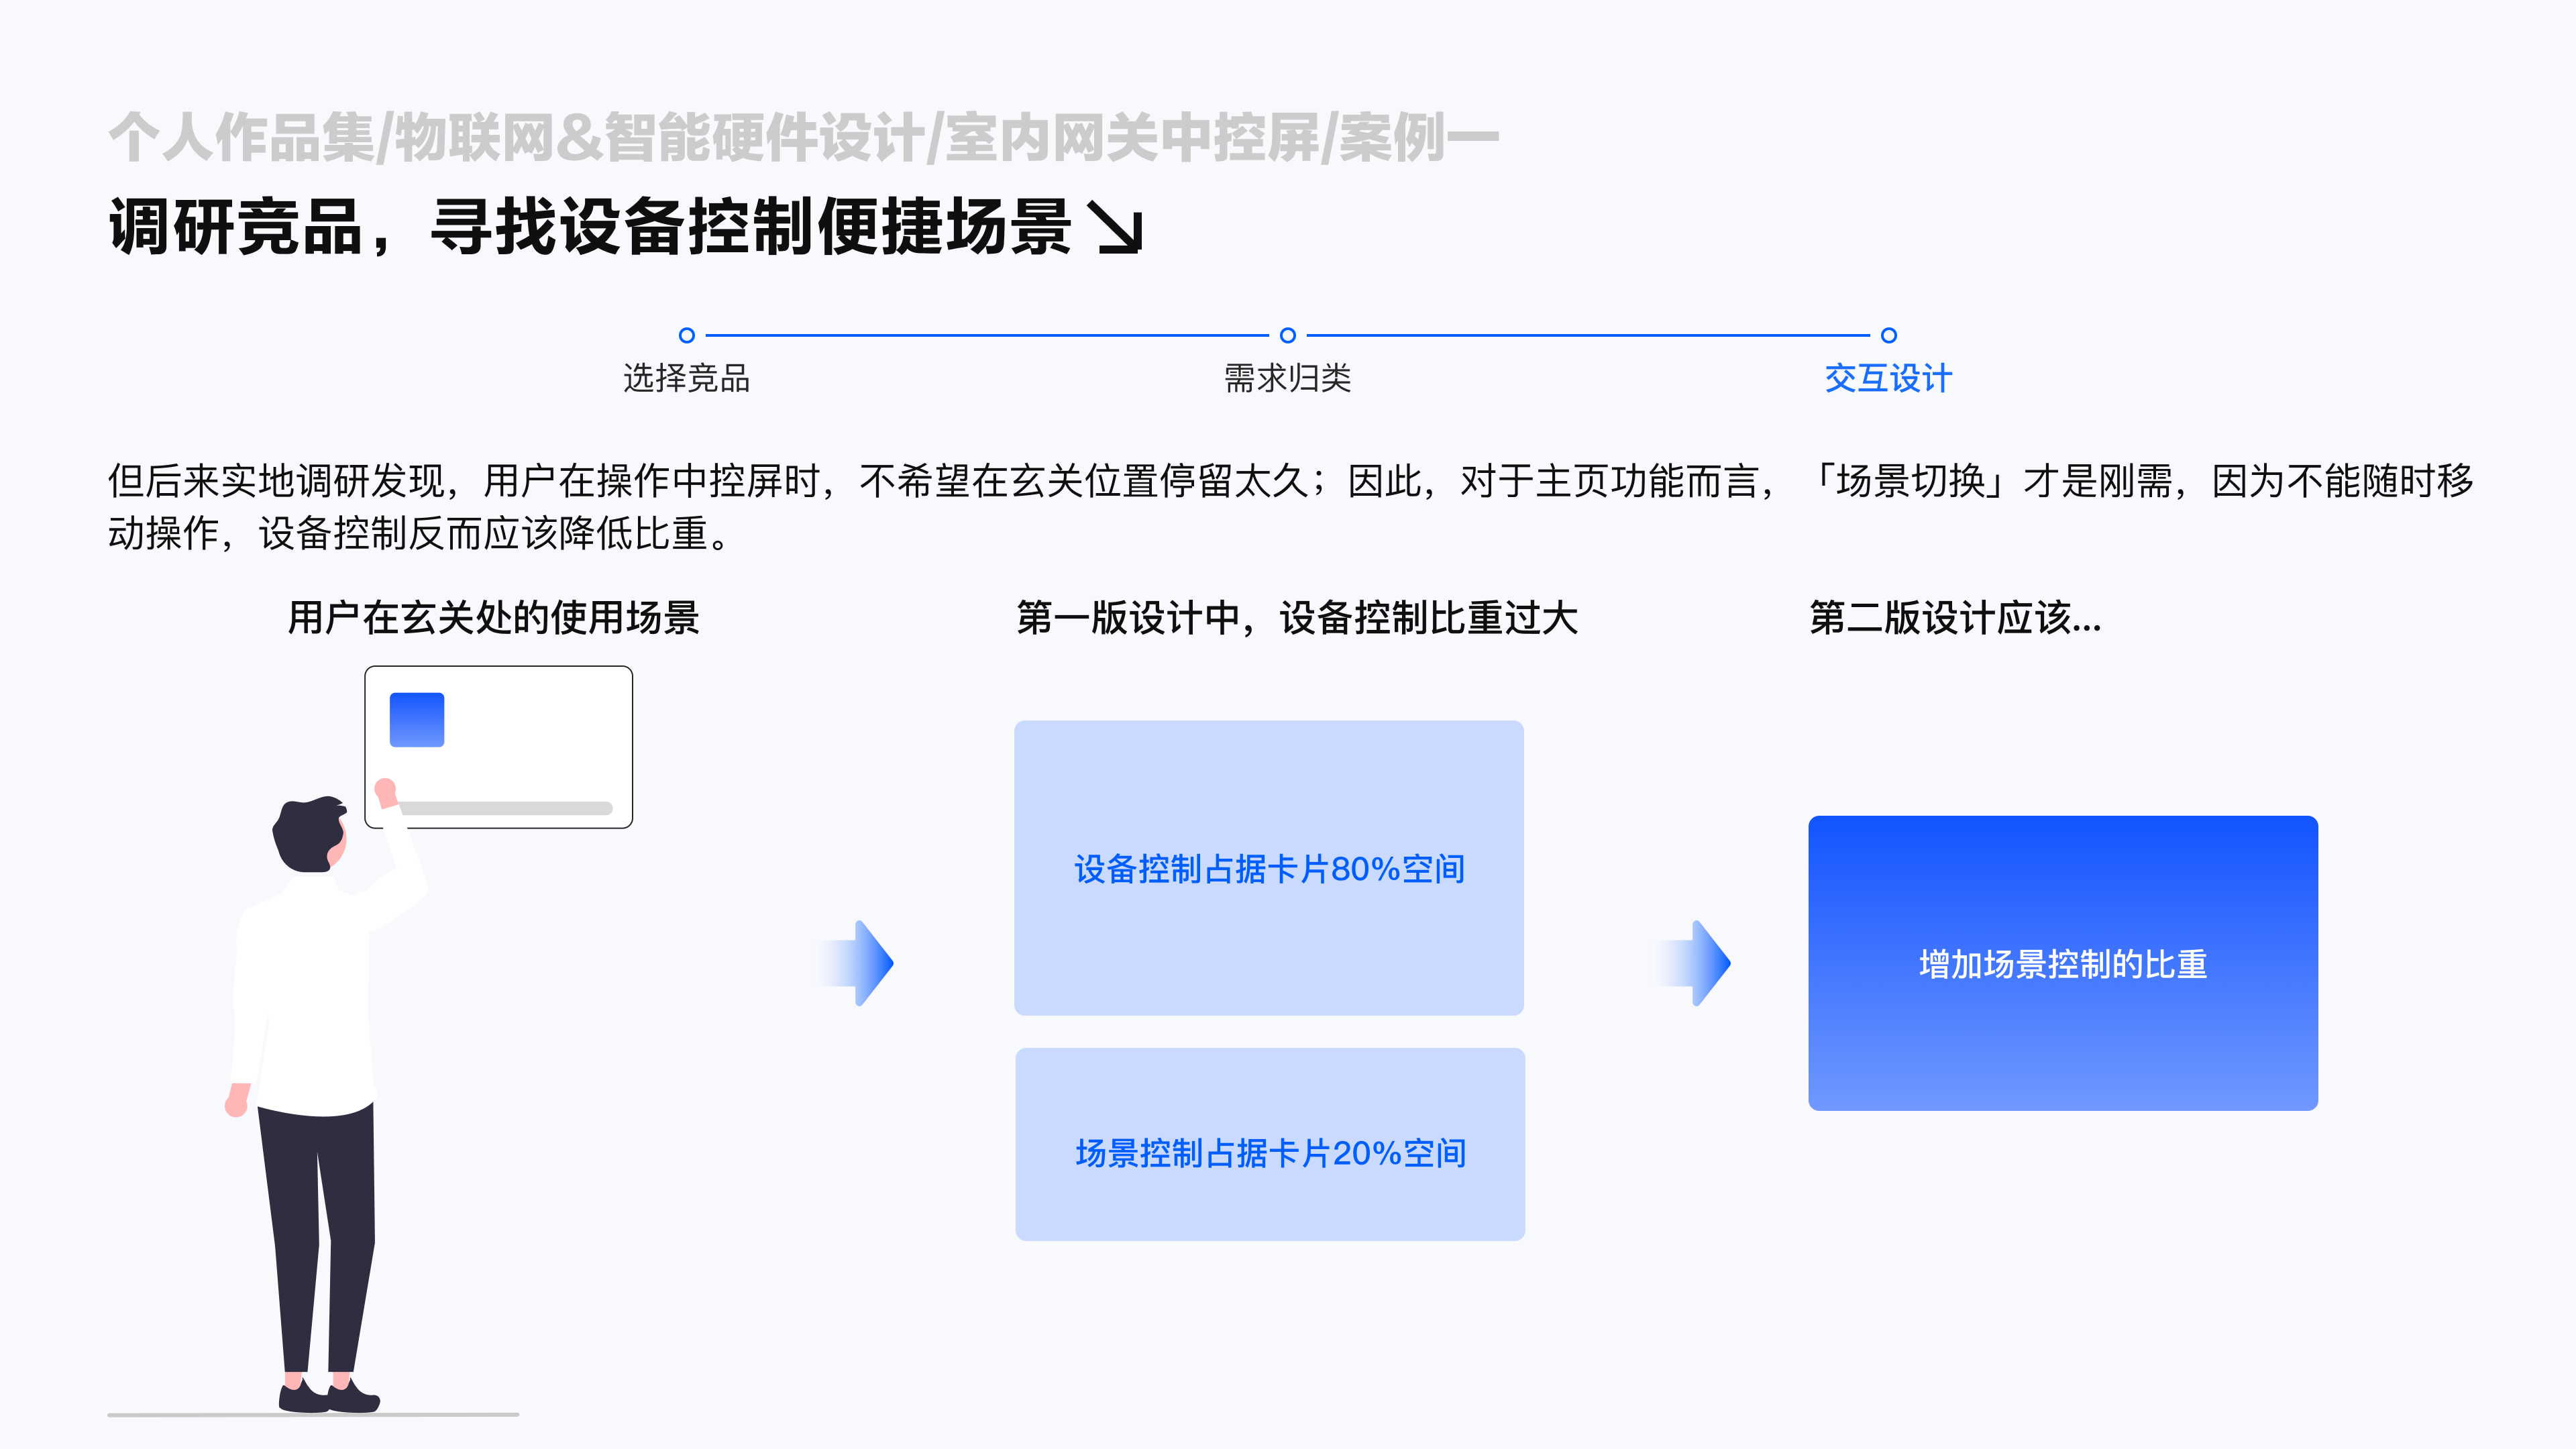 个人作品集/物联网&智能硬件设计/室内网关中控屏/案例一
调研竞品，寻找设备控制便捷场景↘
选择竞品
需求归类
交互设计
但后来实地调研发现，用户在操作中控屏时，不希望在玄关位置停留太久；因此，对于主页功能而言，「场景切换」才是刚需，因为不能随时移
动操作，设备控制反而应该降低比重。
用户在玄关处的使用场景
第一版设计中，设备控制比重过大
第二版设计应该...
设备控制占据卡片80%空间
增加场景控制的比重
场景控制占据卡片20%空间